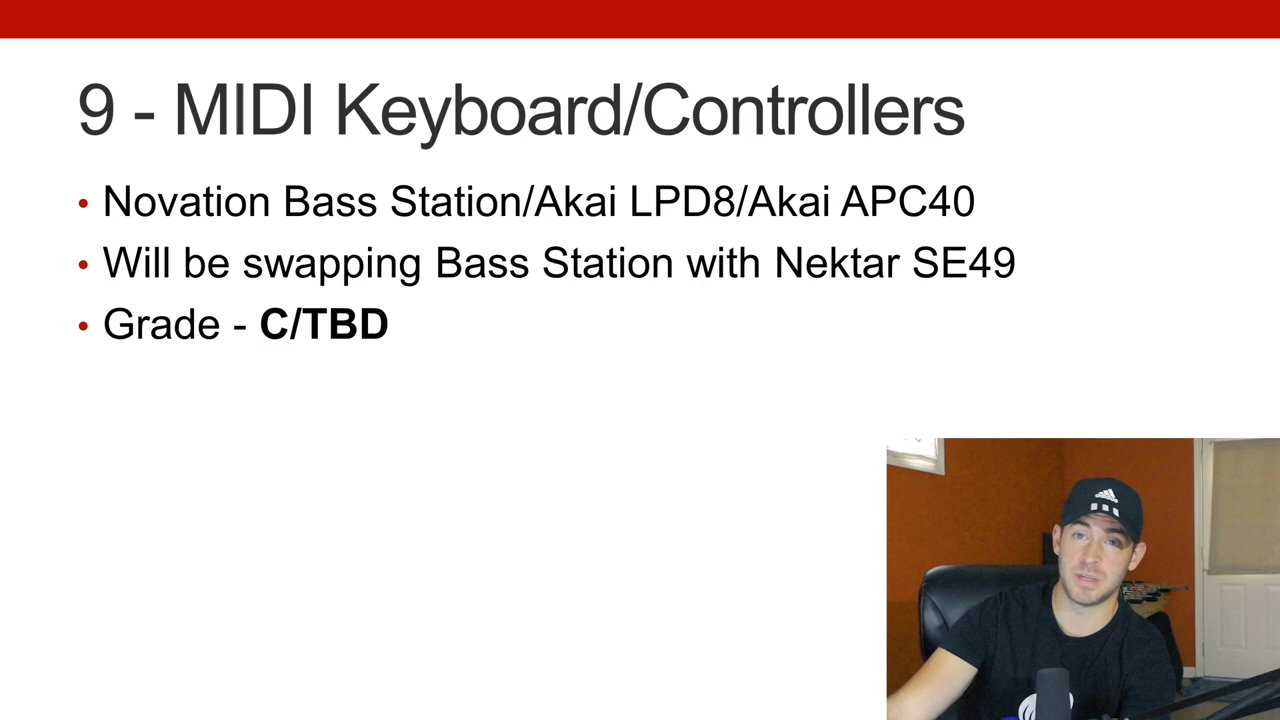 9 - MIDI Keyboard/Controllers
• Novation Bass Station/Akai LPD8/Akai APC40
• Will be swapping Bass Station with Nektar SE49
• Grade - C/TBD